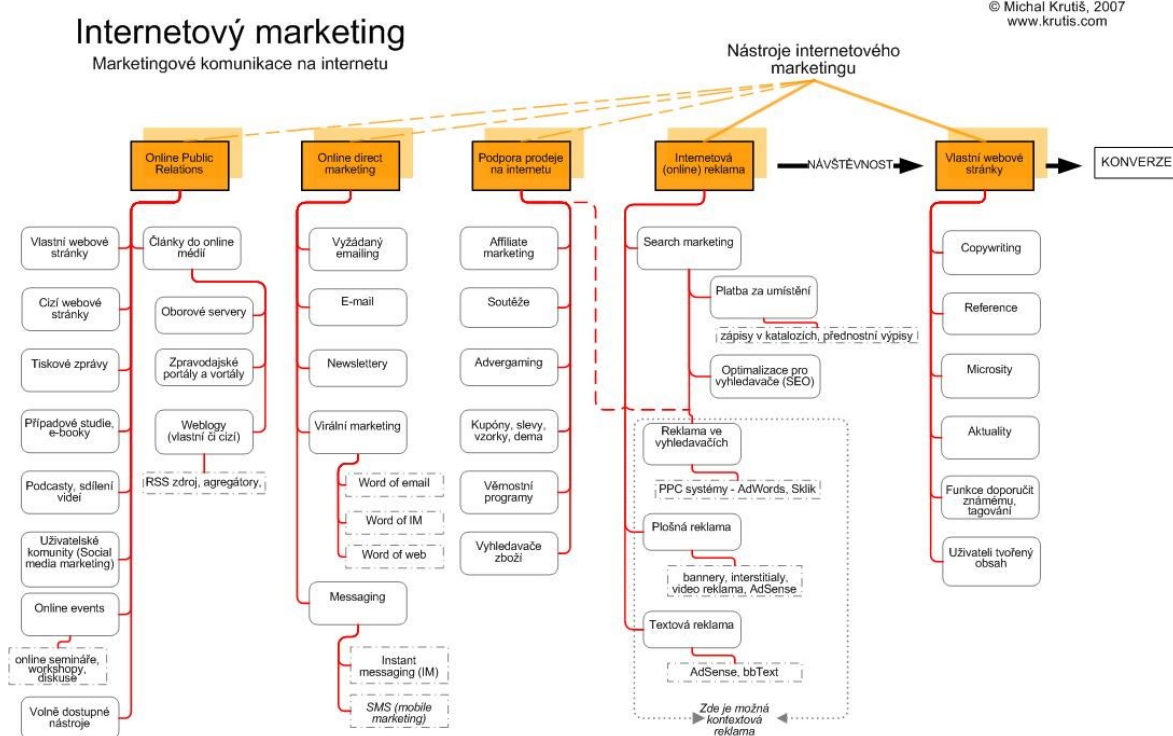 © Michal Krutiš, 2007
www.krutis.com
Internetový marketing
Marketingové komunikace na internetu
Nástroje internetového
marketingu
Online Public
Relations
Online direct
marketing
Podpora prodeje
na internetu
Internetová
(online) reklama
NÁVŠTĚVNOST
Vlastní webové
stránky
KONVERZE
Vlastní webové
stránky
Cizí webové
stránky
Tiskové zprávy
Případové studie,
e-booky
Podcasty, sdílení
videí
Uživatelské
komunity (Social
media marketing)
Online events
online semináře,
workshopy,
diskuse
Volně dostupné
nástroje
Články do online
médií
Oborové servery
Zpravodajské
portály a vortály
Weblogy
(vlastní či cizí)
RSS zdroj, agregátory,
Vyžádaný
emailing
E-mail
Newslettery
Virální marketing
Word of email
Word of IM
Word of web
Messaging
Instant
messaging (IM)
SMS (mobile
marketing)
Affiliate
marketing
Soutěže
Advergaming
Kupóny, slevy,
vzorky, dema
Věrnostní
programy
Vyhledavače
zboží
Search marketing
Platba za umístění
zápisy v katalozích, přednostní výpisy
Optimalizace pro
vyhledavače (SEO)
Reklama ve
vyhledavačích
PPC systémy - AdWords, Sklik
Plošná reklama
bannery, interstitialy,
video reklama, AdSense
Textová reklama
AdSense, bbText
Zde je možná
kontextová
reklama
Copywriting
Reference
Microsity
Aktuality
Funkce doporučit
známému,
tagování
Uživateli tvořený
obsah